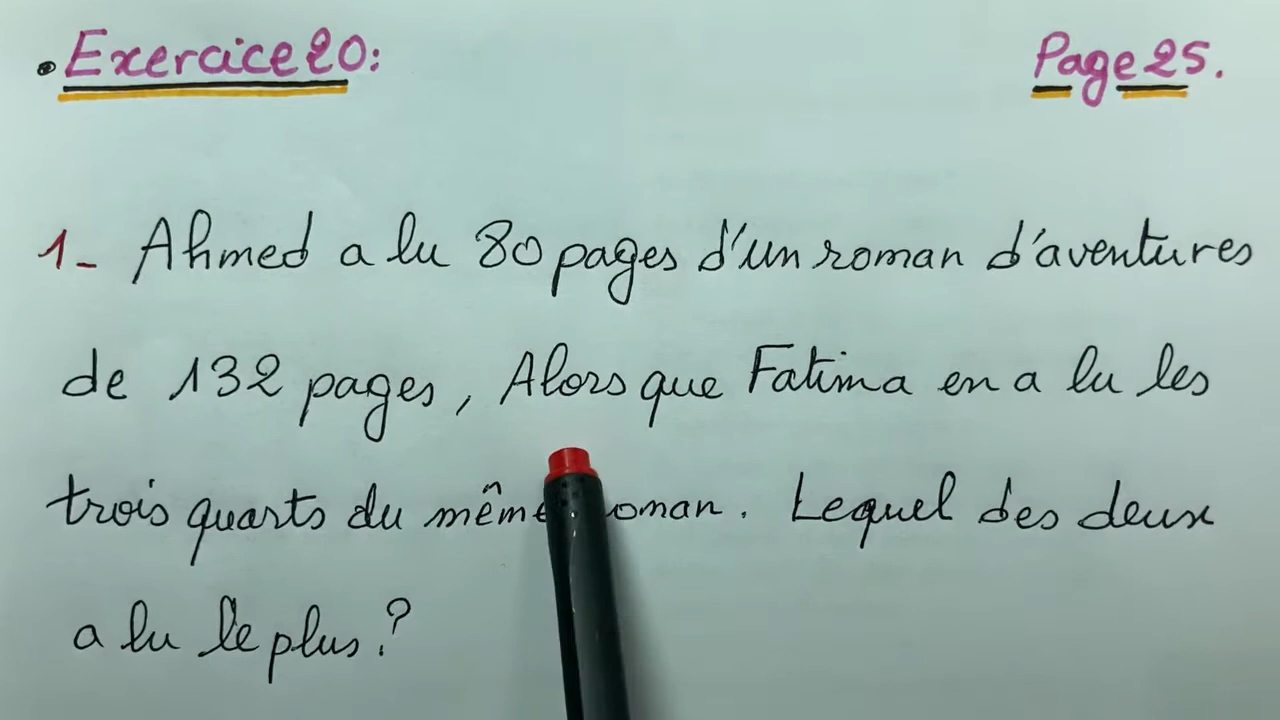 Exercice 20:
Page 25.
1- Ahmed a lu 80 pages d'un roman d'aventures
de 132 pages, Alors que Fatima en a lu les
trois quarts du même oman. Lequel des deux
a lu le plus?